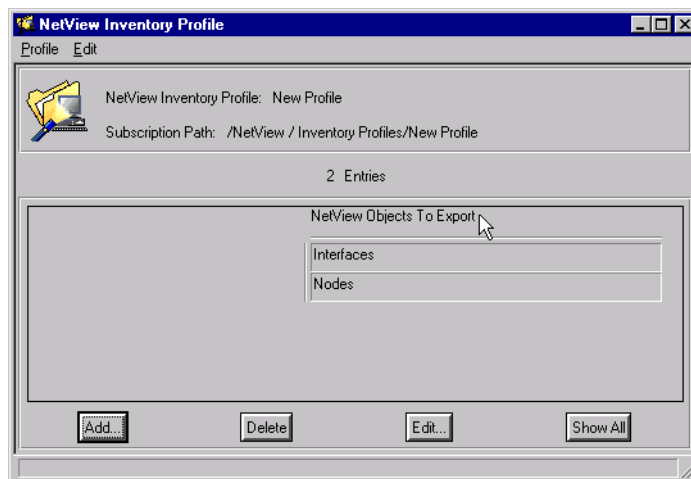 NetView Inventory Profile
Profile Edit
NetView Inventory Profile: New Profile
Subscription Path: /NetView / Inventory Profiles/New Profile
2 Entries
NetView Objects To Export
Interfaces
Nodes
Add... Delete Edit... Show All